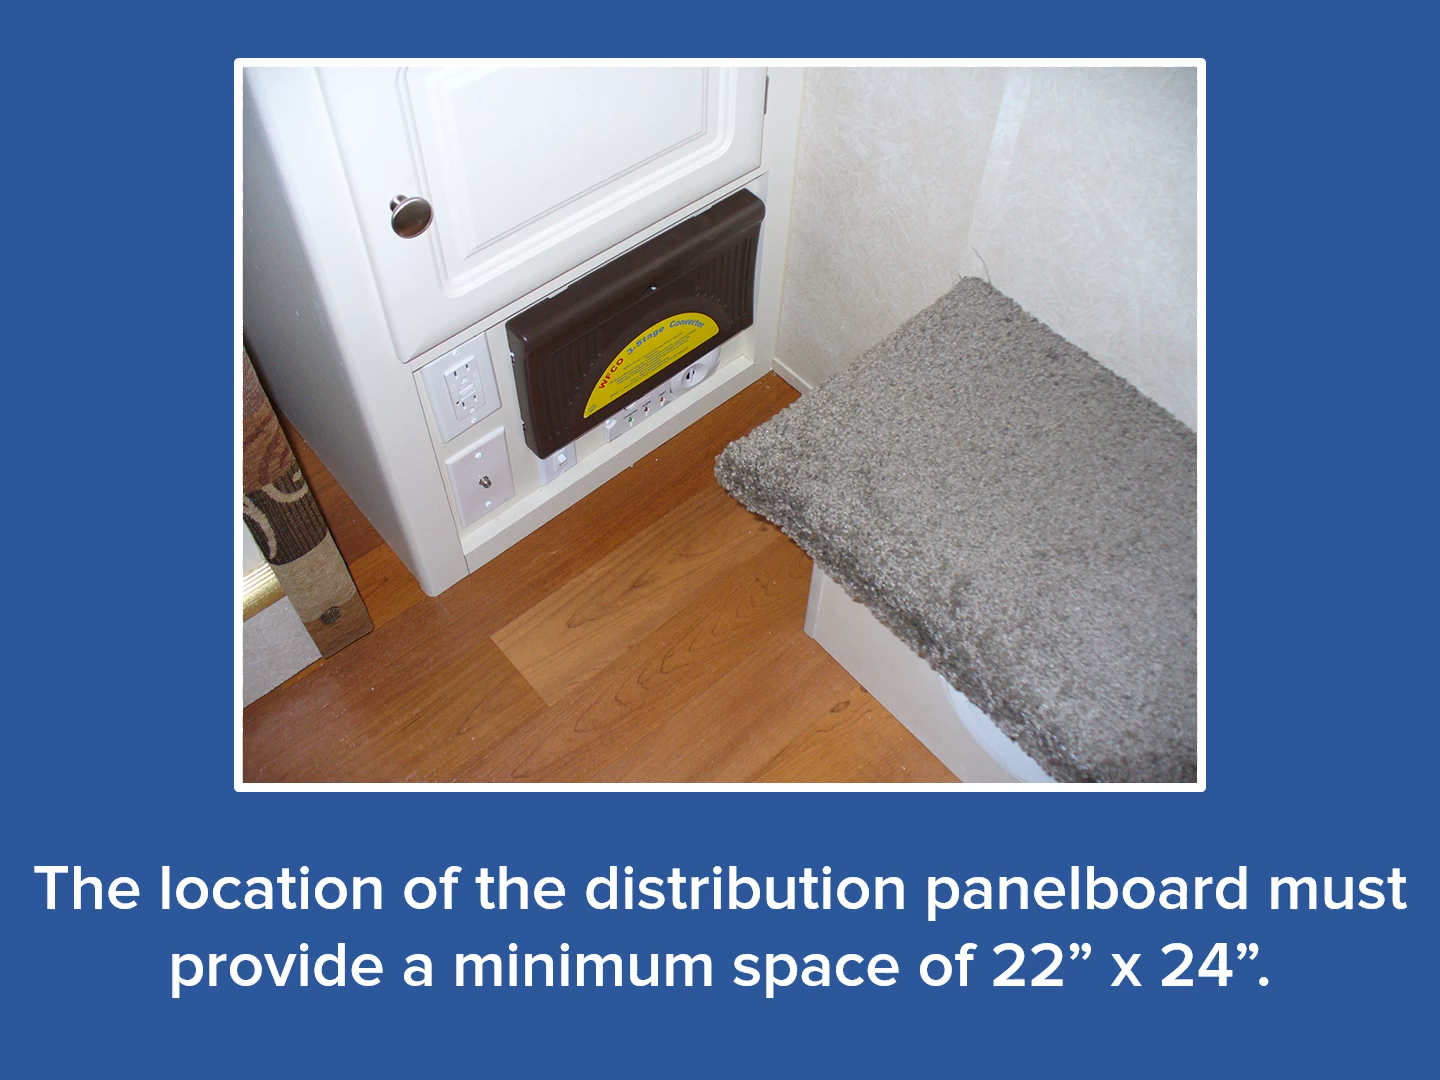 WFCO 3-Stage Converter
The location of the distribution panelboard must
provide a minimum space of 22” x 24”.